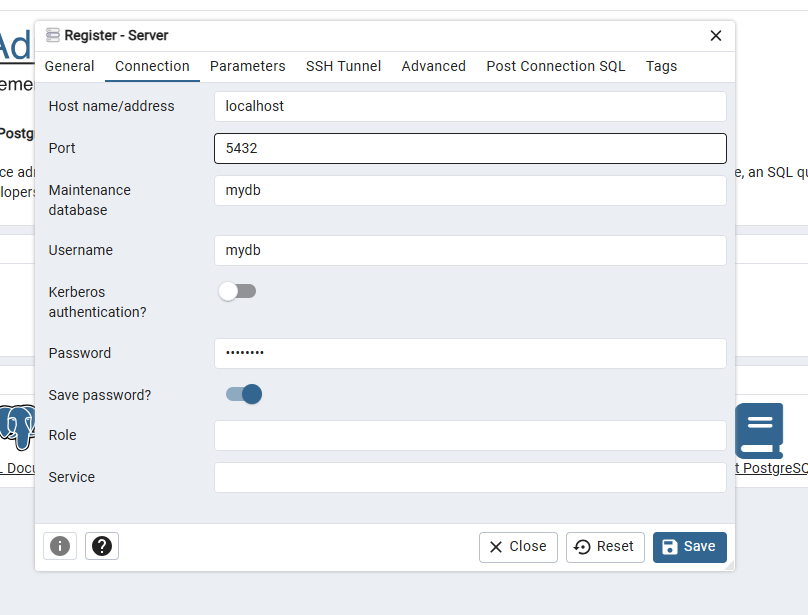 Register - Server
General Connection Parameters SSH Tunnel Advanced Post Connection SQL Tags
Host name/address localhost
Port 5432
Maintenance
database
mydb
Username mydb
Kerberos
authentication?
Password ••••••••
Save password?
Role
Service
? Close Reset Save
Ad
eme
Postg
ce ad
e, an SQL qu
lopers
L Docu
t PostgreSQ